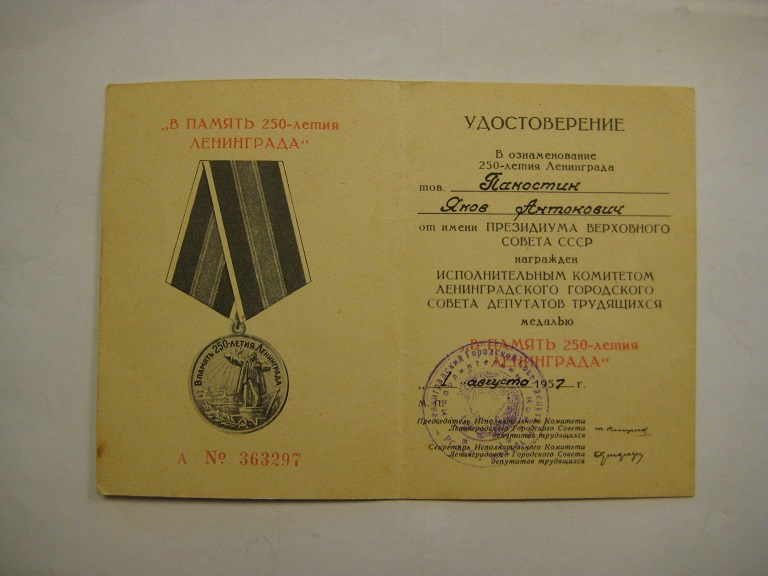 „В ПАМЯТЬ 250-летия
ЛЕНИНГРАДА“
В ПАМЯТЬ 250-ЛЕТИЯ ЛЕНИНГРАДА
А № 363297
УДОСТОВЕРЕНИЕ
В ознаменование
250-летия Ленинграда
тов. Пакостин
Яков Антонович
от имени ПРЕЗИДИУМА ВЕРХОВНОГО
СОВЕТА СССР
награжден
ИСПОЛНИТЕЛЬНЫМ КОМИТЕТОМ
ЛЕНИНГРАДСКОГО ГОРОДСКОГО
СОВЕТА ДЕПУТАТОВ ТРУДЯЩИХСЯ
медалью
„В ПАМЯТЬ 250-летия
ЛЕНИНГРАДА“
„1“ августа 1957 г.
М. П.
Председатель Исполнительного Комитета
Ленинградского Городского Совета
депутатов трудящихся
Секретарь Исполнительного Комитета
Ленинградского Городского Совета
депутатов трудящихся